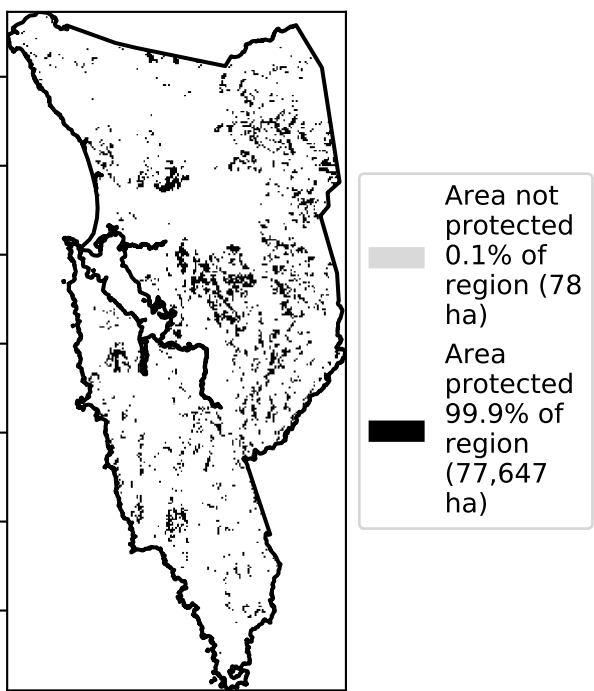 Area not
protected
0.1% of
region (78
ha)
Area
protected
99.9% of
region
(77,647
ha)